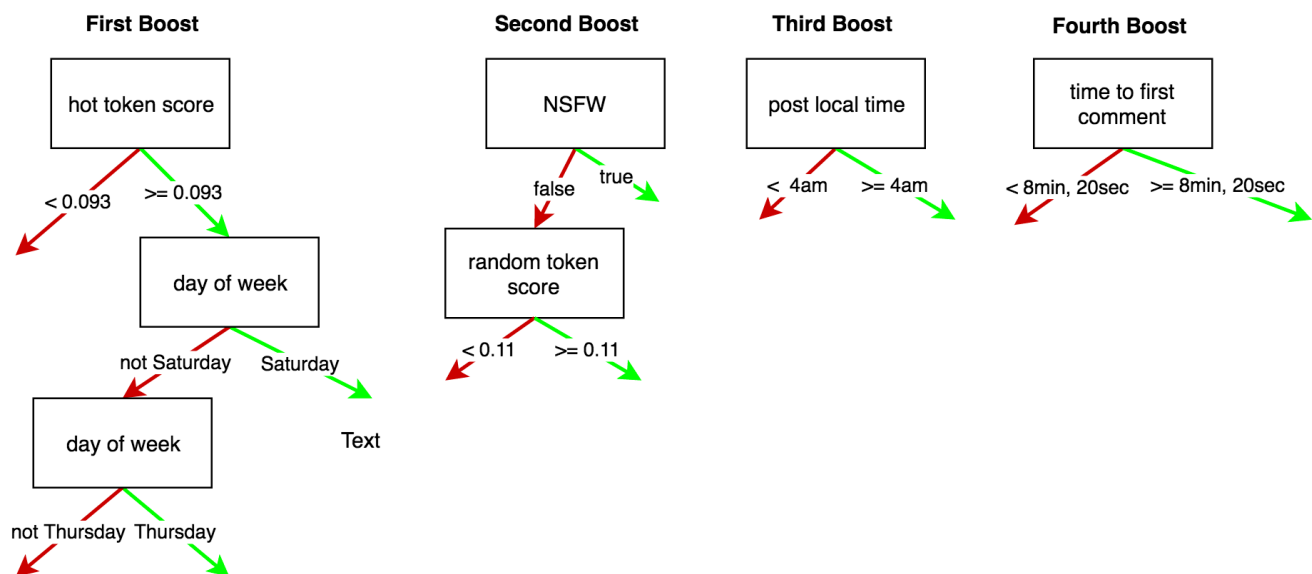 First Boost
hot token score
< 0.093
>= 0.093
day of week
not Saturday
Saturday
Text
day of week
not Thursday
Thursday
Second Boost
NSFW
false
true
random token
score
< 0.11
>= 0.11
Third Boost
post local time
< 4am
>= 4am
Fourth Boost
time to first
comment
< 8min, 20sec
>= 8min, 20sec